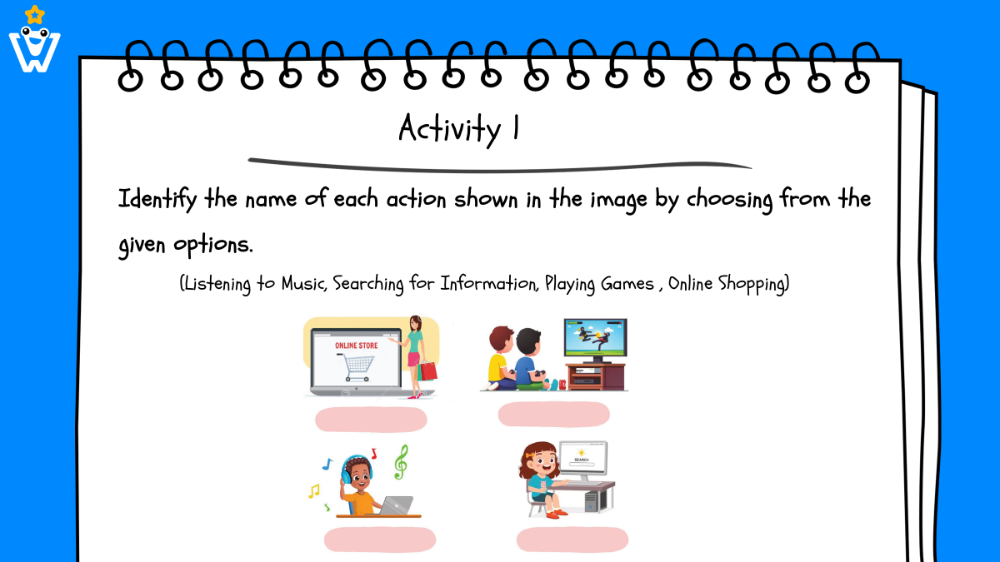 Activity 1
Identify the name of each action shown in the image by choosing from the
given options.
(Listening to Music, Searching for Information, Playing Games , Online Shopping)
ONLINE STORE
SEARCH